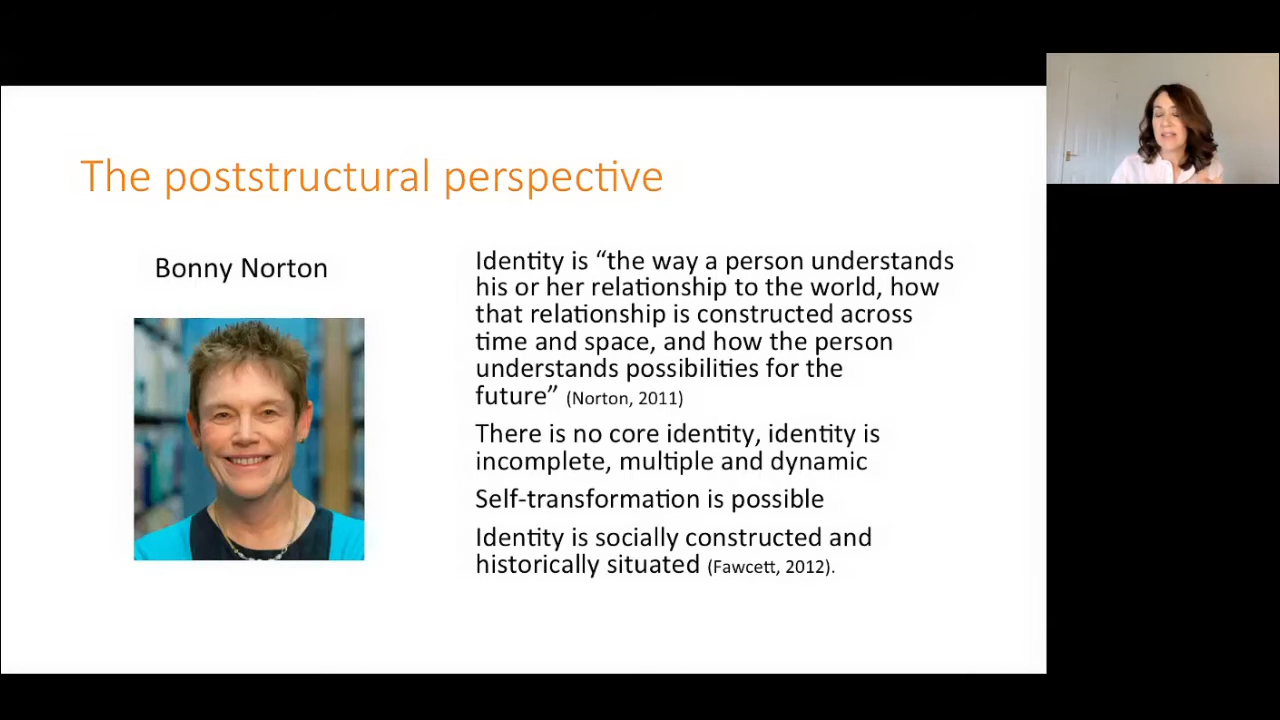 The poststructural perspective
Bonny Norton
Identity is “the way a person understands
his or her relationship to the world, how
that relationship is constructed across
time and space, and how the person
understands possibilities for the
future” (Norton, 2011)
There is no core identity, identity is
incomplete, multiple and dynamic
Self-transformation is possible
Identity is socially constructed and
historically situated (Fawcett, 2012).